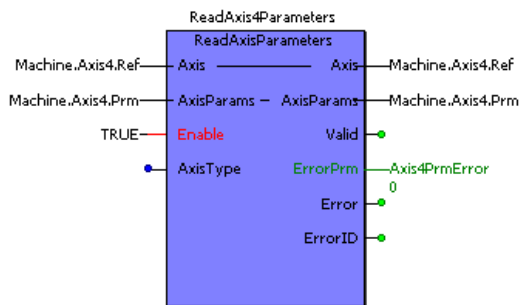 ReadAxis4Parameters
ReadAxisParameters
Machine.Axis4.Ref Axis Axis Machine.Axis4.Ref
Machine.Axis4.Prm AxisParams AxisParams Machine.Axis4.Prm
TRUE Enable Valid
AxisType ErrorPrm Axis4PrmError
0
Error
ErrorID